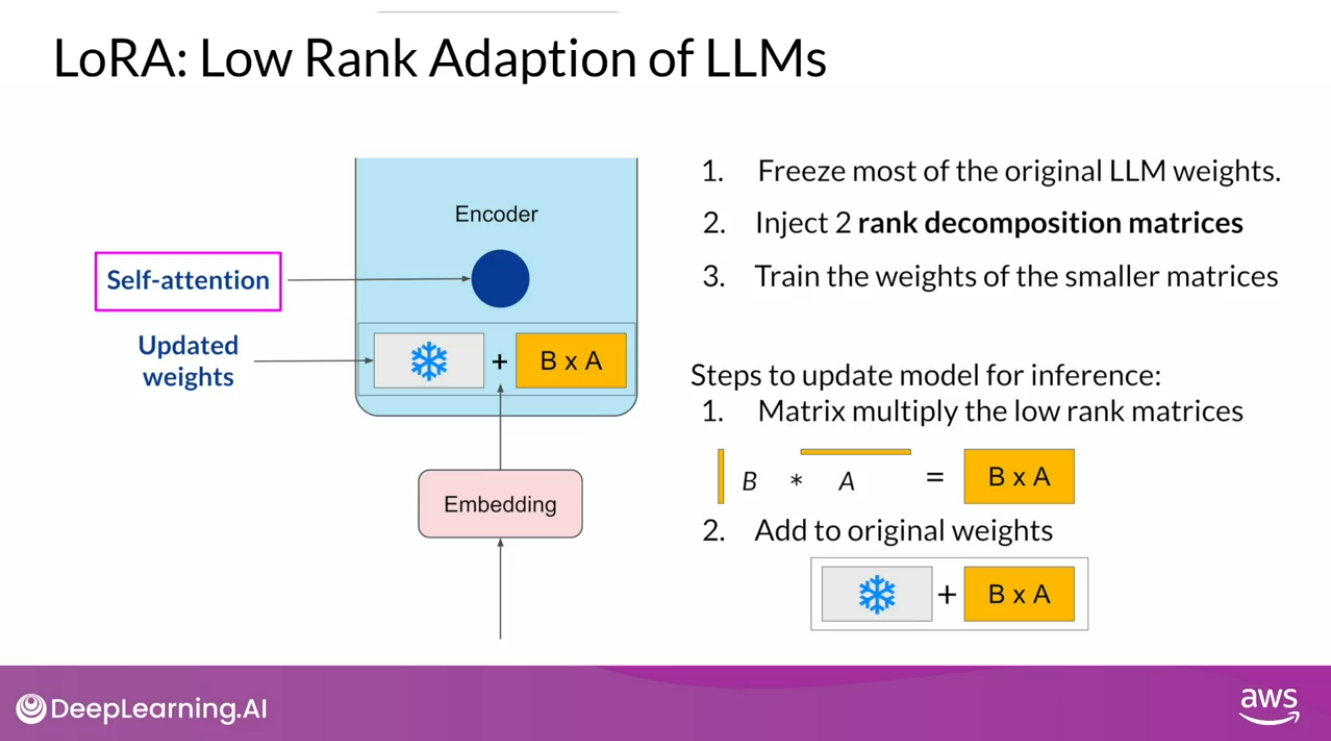 LoRA: Low Rank Adaption of LLMs
Encoder
Self-attention
Updated
weights
+ B x A
Embedding
1. Freeze most of the original LLM weights.
2. Inject 2 rank decomposition matrices
3. Train the weights of the smaller matrices
Steps to update model for inference:
1. Matrix multiply the low rank matrices
B * A = B x A
2. Add to original weights
+ B x A
DeepLearning.AI
aws